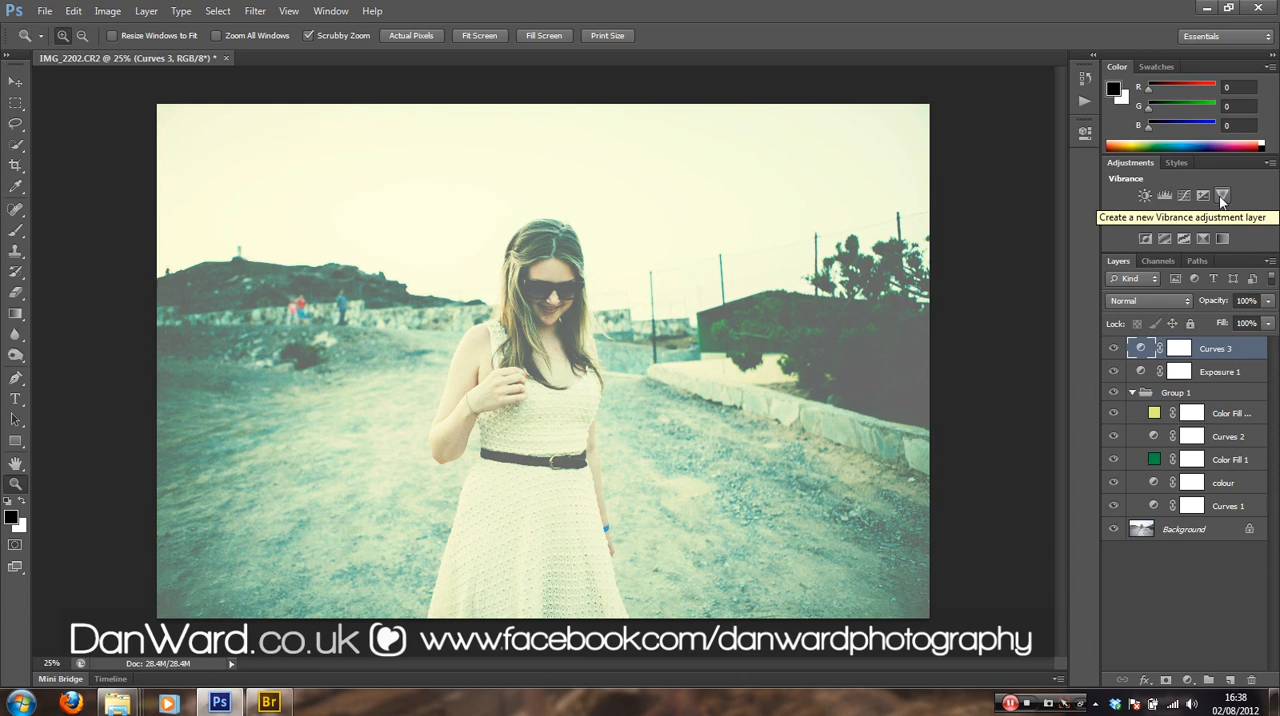 Ps File Edit Image Layer Type Select Filter View Window Help
Resize Windows to Fit Zoom All Windows Scrubby Zoom Actual Pixels Fit Screen Fill Screen Print Size Essentials
IMG_2202.CR2 @ 25% (Curves 3, RGB/8*) * ×
Color Swatches
R 0
G 0
B 0
Adjustments Styles
Vibrance
Create a new Vibrance adjustment layer
Layers Channels Paths
Kind
Normal Opacity: 100%
Lock: Fill: 100%
Curves 3
Exposure 1
Group 1
Color Fill ...
Curves 2
Color Fill 1
colour
Curves 1
Background
DanWard.co.uk www.facebook.com/danwardphotography
25% Doc: 28.4M/28.4M
Mini Bridge Timeline
Ps Br
16:38
02/08/2012